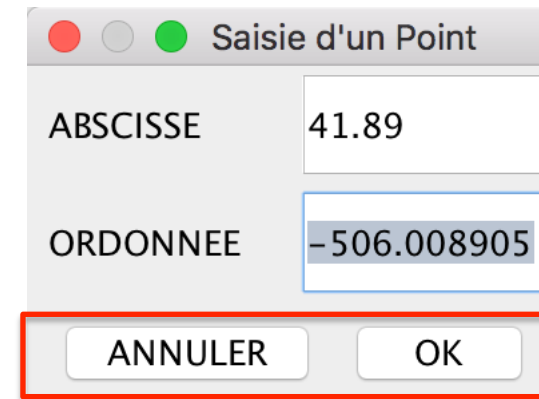 Saisie d'un Point
ABSCISSE 41.89
ORDONNEE -506.008905
ANNULER OK